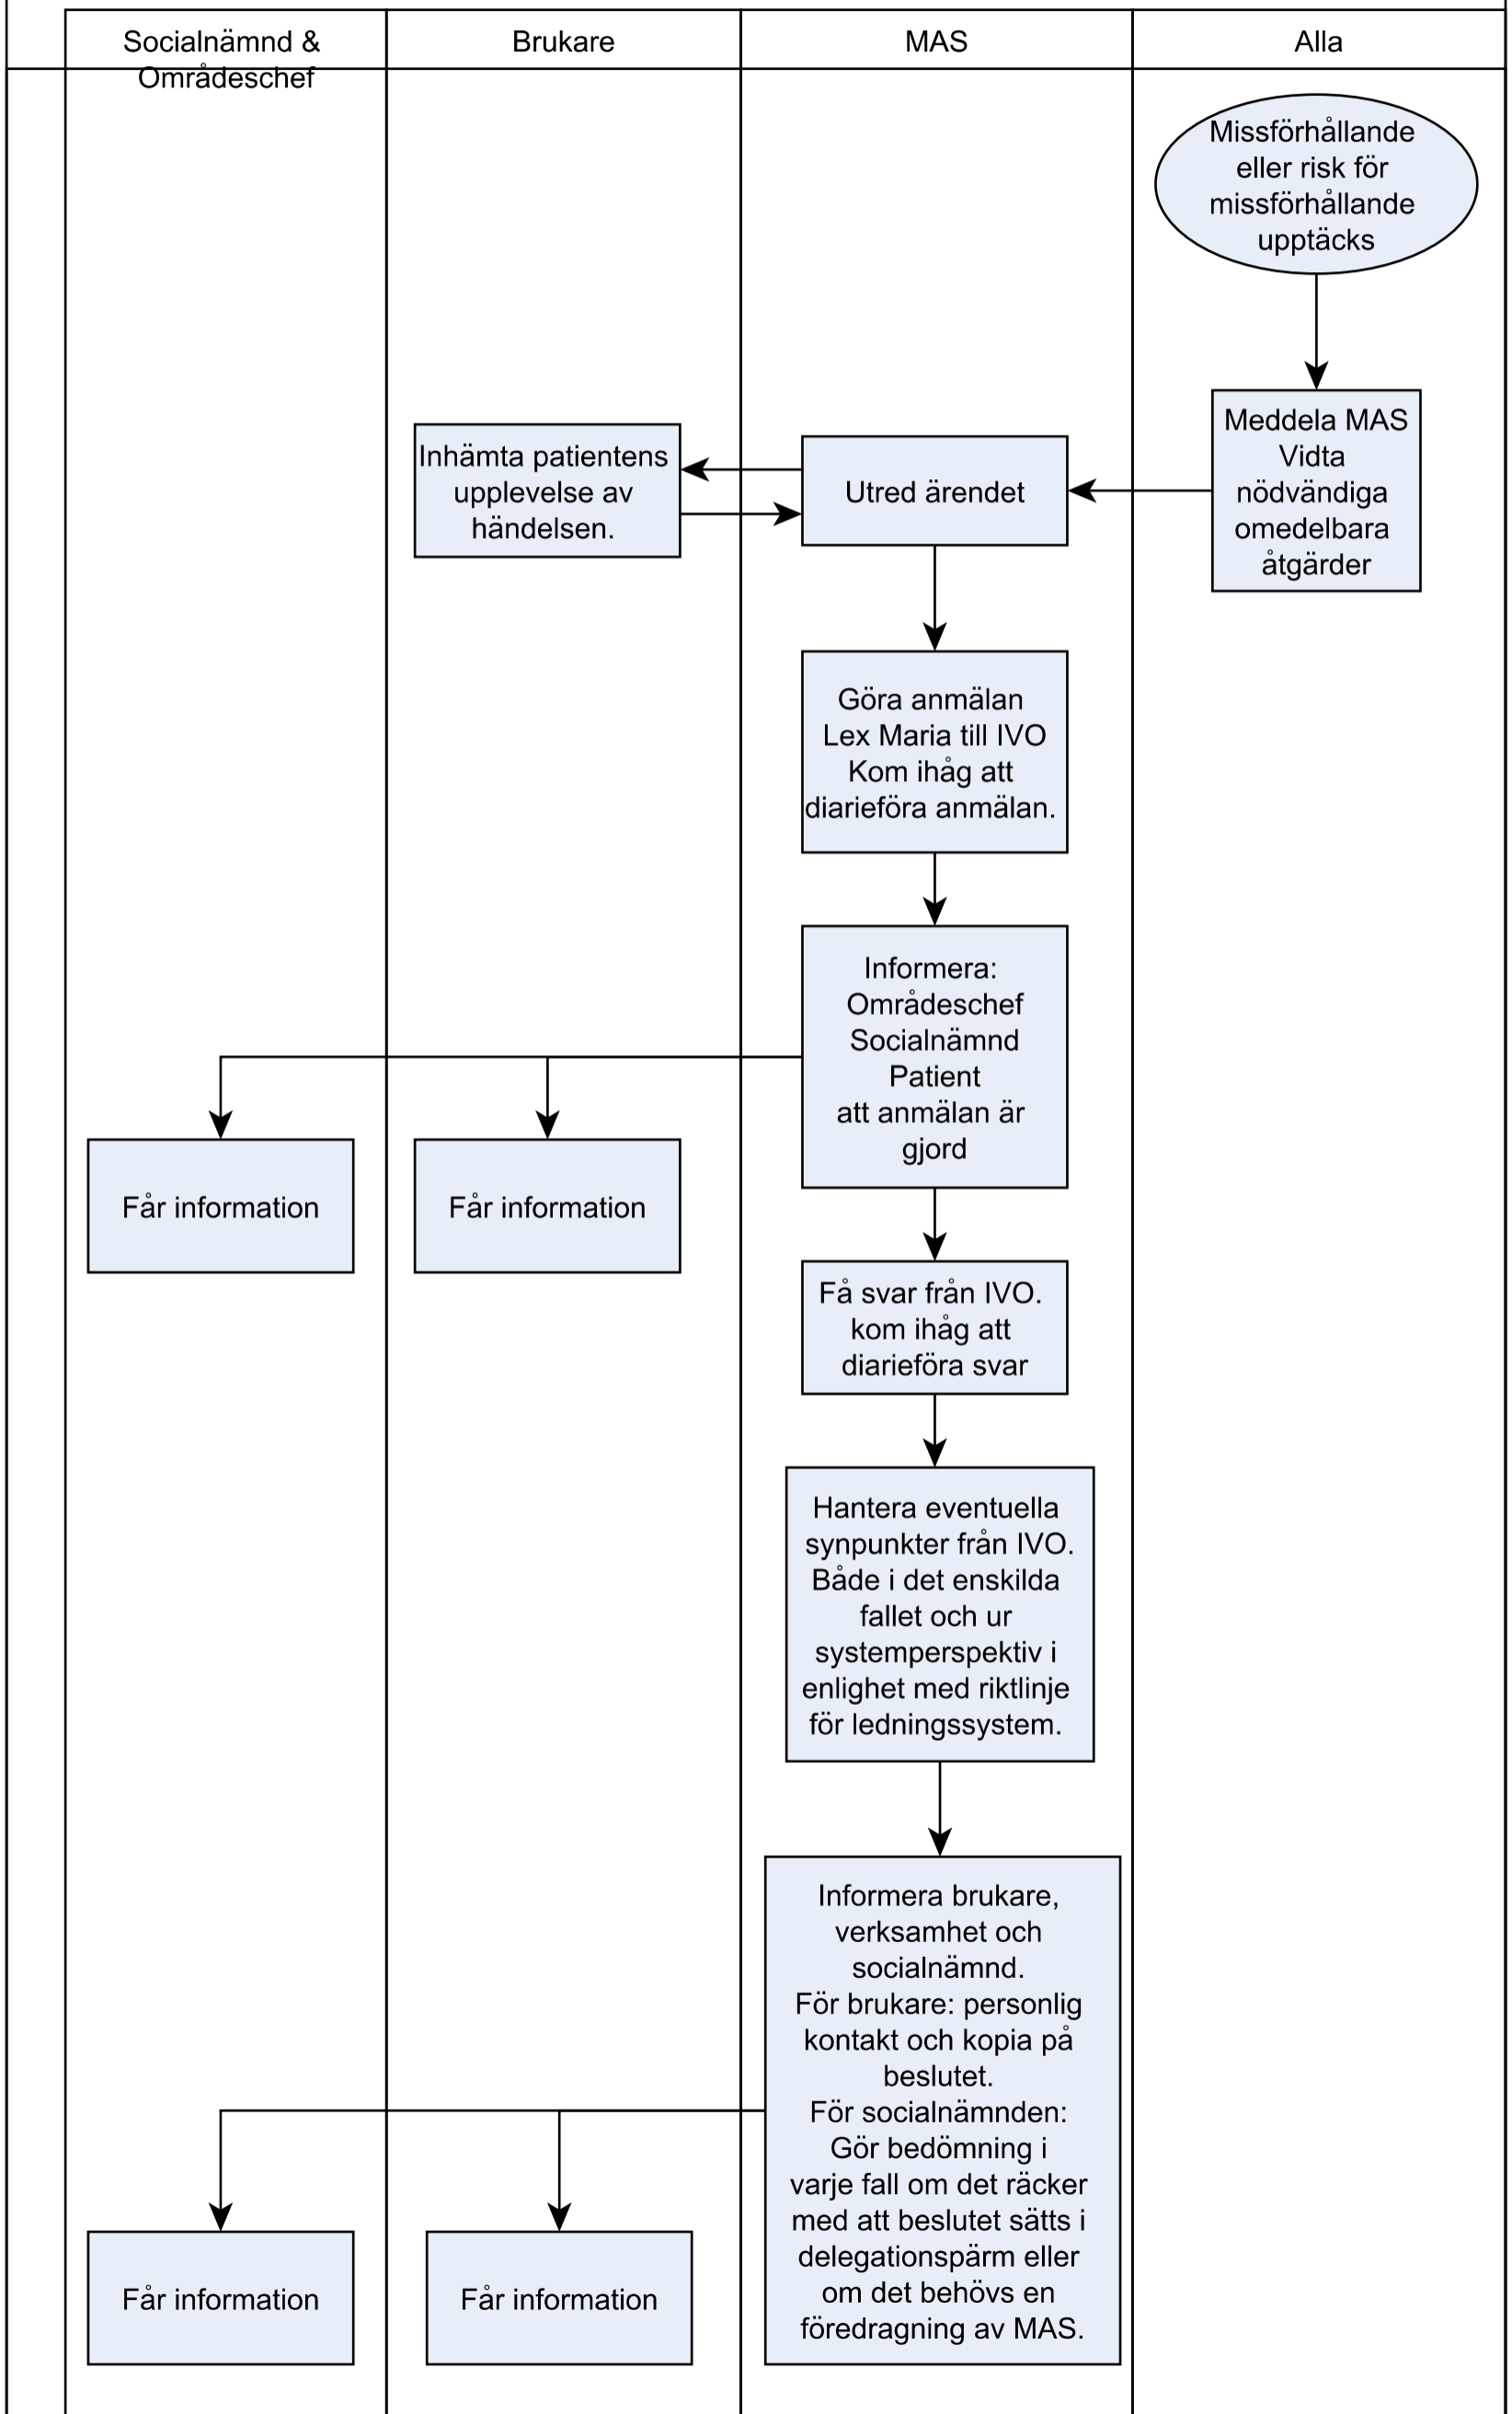 Socialnämnd &
Områdeschef
Brukare
MAS
Alla
Missförhållande
eller risk för
missförhållande
upptäcks
Meddela MAS
Vidta
nödvändiga
omedelbara
åtgärder
Utred ärendet
Inhämta patientens
upplevelse av
händelsen.
Göra anmälan
Lex Maria till IVO
Kom ihåg att
diarieföra anmälan.
Informera:
Områdeschef
Socialnämnd
Patient
att anmälan är
gjord
Får information
Får information
Få svar från IVO.
kom ihåg att
diarieföra svar
Hantera eventuella
synpunkter från IVO.
Både i det enskilda
fallet och ur
systemperspektiv i
enlighet med riktlinje
för ledningssystem.
Informera brukare,
verksamhet och
socialnämnd.
För brukare: personlig
kontakt och kopia på
beslutet.
För socialnämnden:
Gör bedömning i
varje fall om det räcker
med att beslutet sätts i
delegationspärm eller
om det behövs en
föredragning av MAS.
Får information
Får information